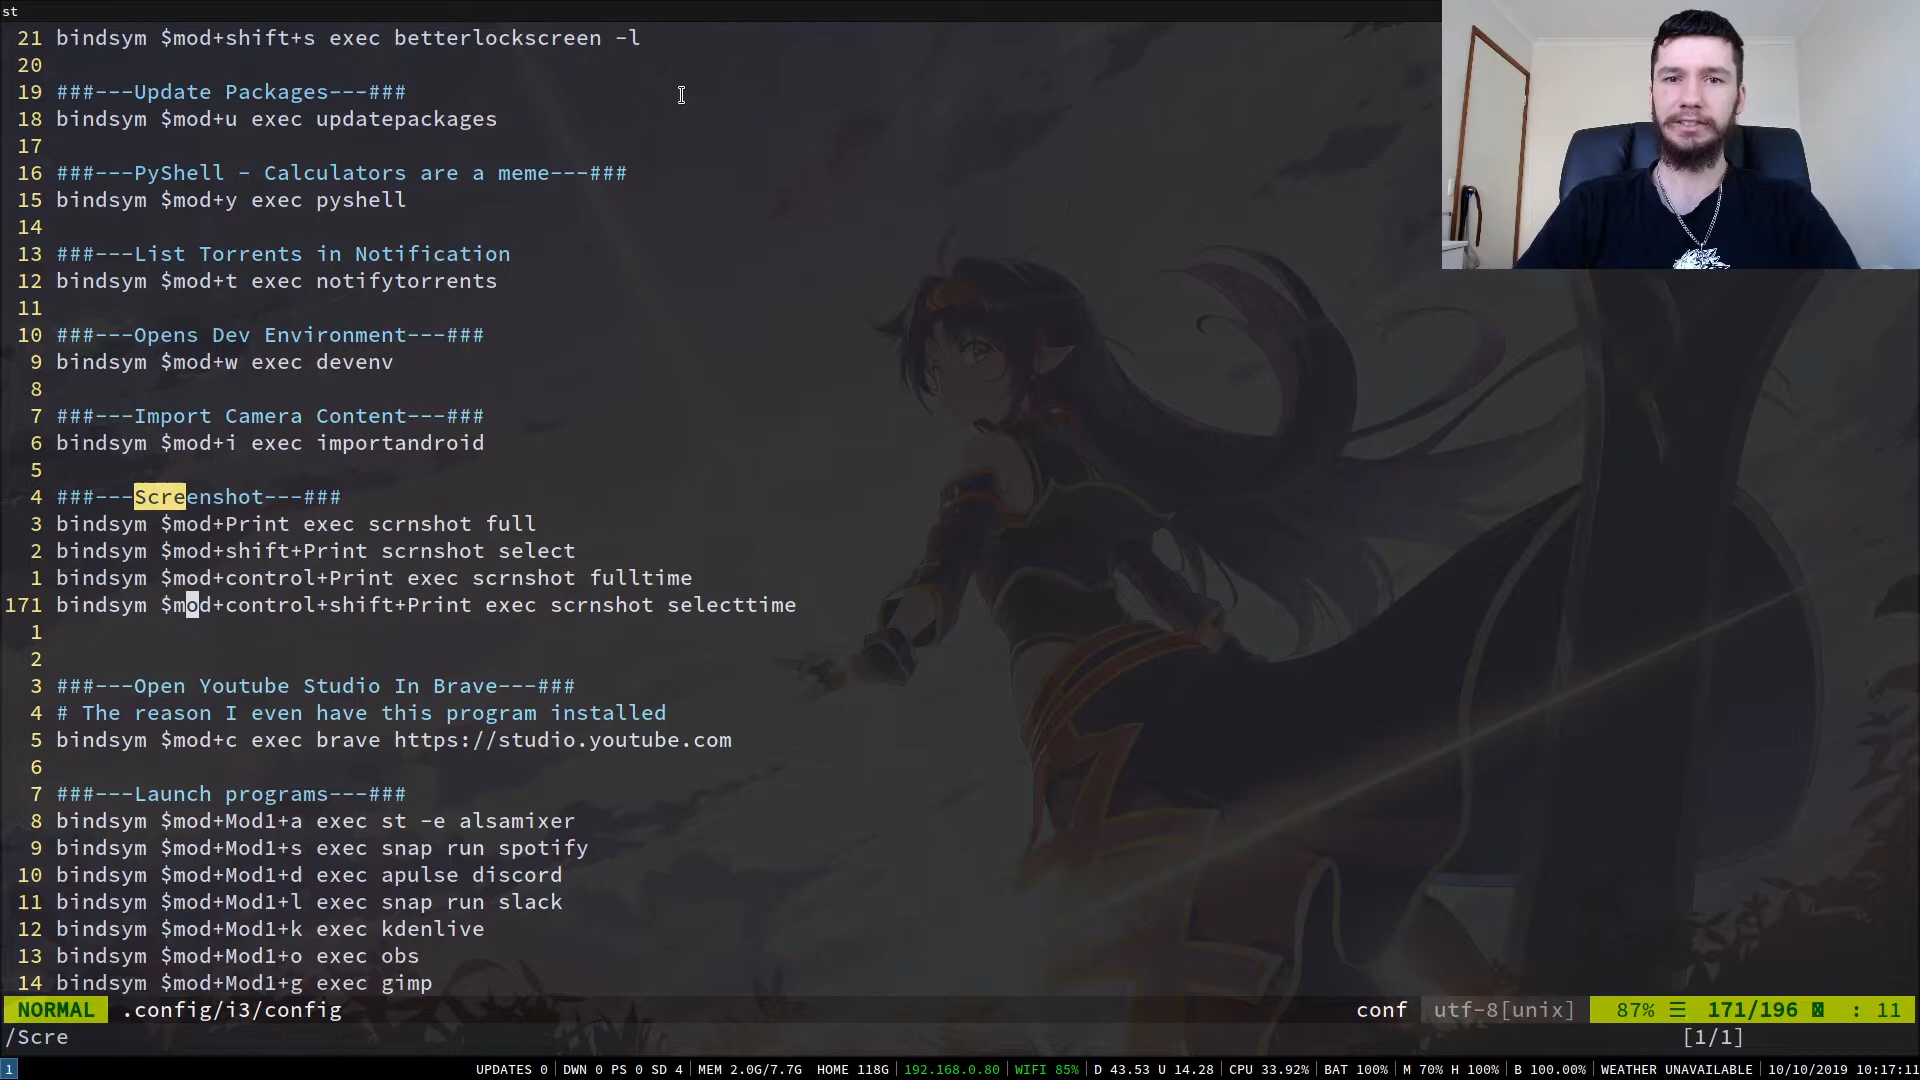 st
21 bindsym $mod+shift+s exec betterlockscreen -l
20
19 ###---Update Packages---###
18 bindsym $mod+u exec updatepackages
17
16 ###---PyShell - Calculators are a meme---###
15 bindsym $mod+y exec pyshell
14
13 ###---List Torrents in Notification
12 bindsym $mod+t exec notifytorrents
11
10 ###---Opens Dev Environment---###
9 bindsym $mod+w exec devenv
8
7 ###---Import Camera Content---###
6 bindsym $mod+i exec importandroid
5
4 ###---Screenshot---###
3 bindsym $mod+Print exec scrnshot full
2 bindsym $mod+shift+Print scrnshot select
1 bindsym $mod+control+Print exec scrnshot fulltime
171 bindsym $mod+control+shift+Print exec scrnshot selecttime
1
2
3 ###---Open Youtube Studio In Brave---###
4 # The reason I even have this program installed
5 bindsym $mod+c exec brave https://studio.youtube.com
6
7 ###---Launch programs---###
8 bindsym $mod+Mod1+a exec st -e alsamixer
9 bindsym $mod+Mod1+s exec snap run spotify
10 bindsym $mod+Mod1+d exec apulse discord
11 bindsym $mod+Mod1+l exec snap run slack
12 bindsym $mod+Mod1+k exec kdenlive
13 bindsym $mod+Mod1+o exec obs
14 bindsym $mod+Mod1+g exec gimp
NORMAL .config/i3/config conf utf-8[unix] 87% ☰ 171/196 : 11
/Scre [1/1]
1 UPDATES 0 | DWN 0 PS 0 SD 4 | MEM 2.0G/7.7G HOME 118G | 192.168.0.80 | WIFI 85% | D 43.53 U 14.28 | CPU 33.92% | BAT 100% | M 70% H 100% | B 100.00% | WEATHER UNAVAILABLE | 10/10/2019 10:17:11